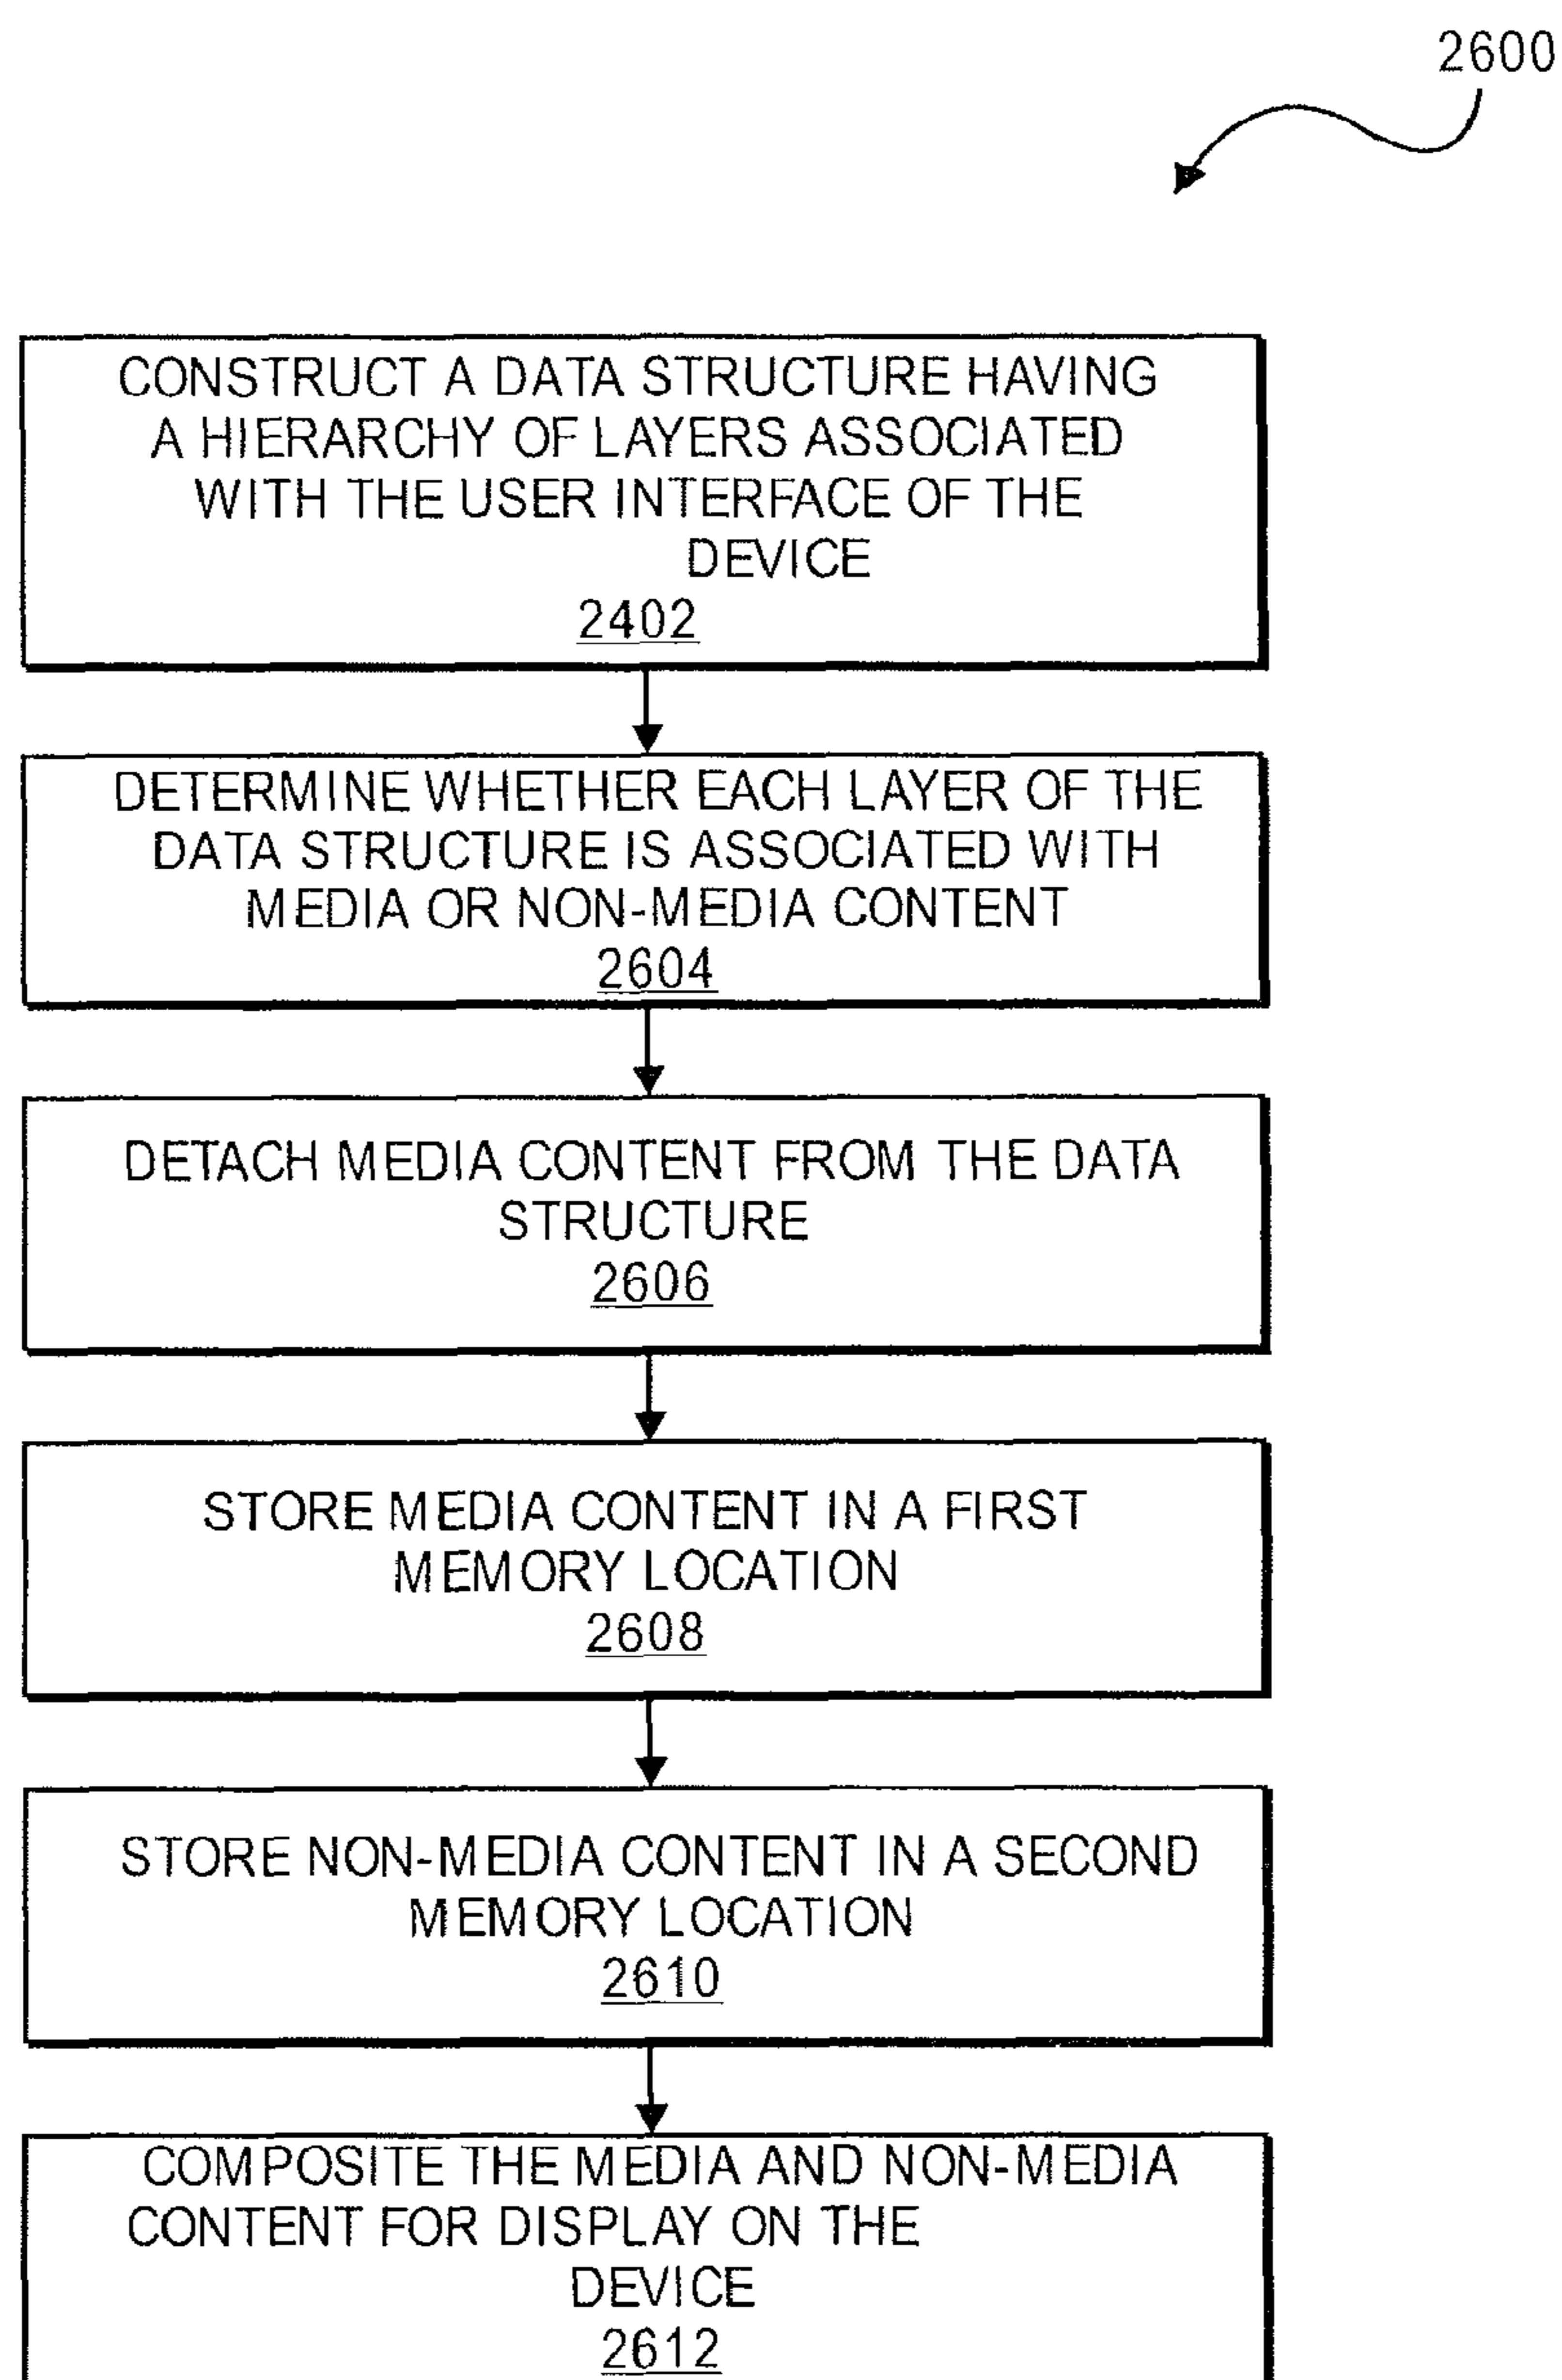 2600
CONSTRUCT A DATA STRUCTURE HAVING
A HIERARCHY OF LAYERS ASSOCIATED
WITH THE USER INTERFACE OF THE
DEVICE
2402
DETERMINE WHETHER EACH LAYER OF THE
DATA STRUCTURE IS ASSOCIATED WITH
MEDIA OR NON-MEDIA CONTENT
2604
DETACH MEDIA CONTENT FROM THE DATA
STRUCTURE
2606
STORE MEDIA CONTENT IN A FIRST
MEMORY LOCATION
2608
STORE NON-MEDIA CONTENT IN A SECOND
MEMORY LOCATION
2610
COMPOSITE THE MEDIA AND NON-MEDIA
CONTENT FOR DISPLAY ON THE
DEVICE
2612